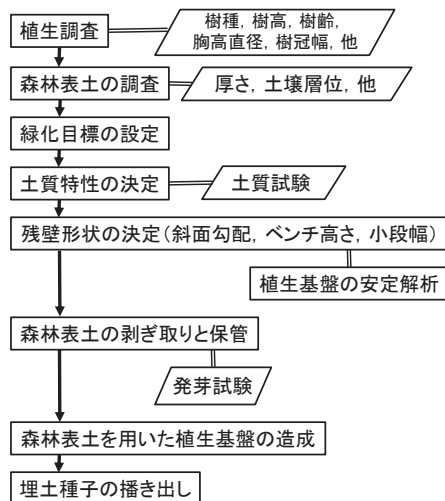 植生調査
樹種, 樹高, 樹齢,
胸高直径, 樹冠幅, 他
森林表土の調査
厚さ, 土壌層位, 他
緑化目標の設定
土質特性の決定
土質試験
残壁形状の決定(斜面勾配, ベンチ高さ, 小段幅)
植生基盤の安定解析
森林表土の剥ぎ取りと保管
発芽試験
森林表土を用いた植生基盤の造成
埋土種子の播き出し